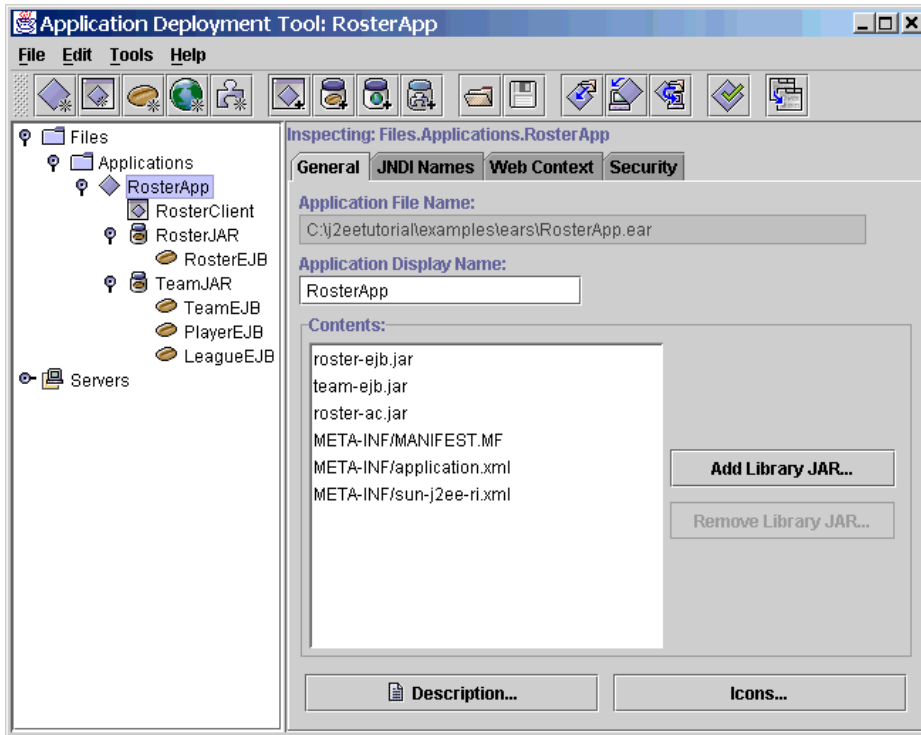 Application Deployment Tool: RosterApp
File Edit Tools Help
Files
Applications
RosterApp
RosterClient
RosterJAR
RosterEJB
TeamJAR
TeamEJB
PlayerEJB
LeagueEJB
Servers
Inspecting: Files.Applications.RosterApp
General JNDI Names Web Context Security
Application File Name:
C:\j2eetutorial\examples\ears\RosterApp.ear
Application Display Name:
RosterApp
Contents:
roster-ejb.jar
team-ejb.jar
roster-ac.jar
META-INF/MANIFEST.MF
META-INF/application.xml
META-INF/sun-j2ee-ri.xml
Add Library JAR...
Remove Library JAR...
Description... Icons...